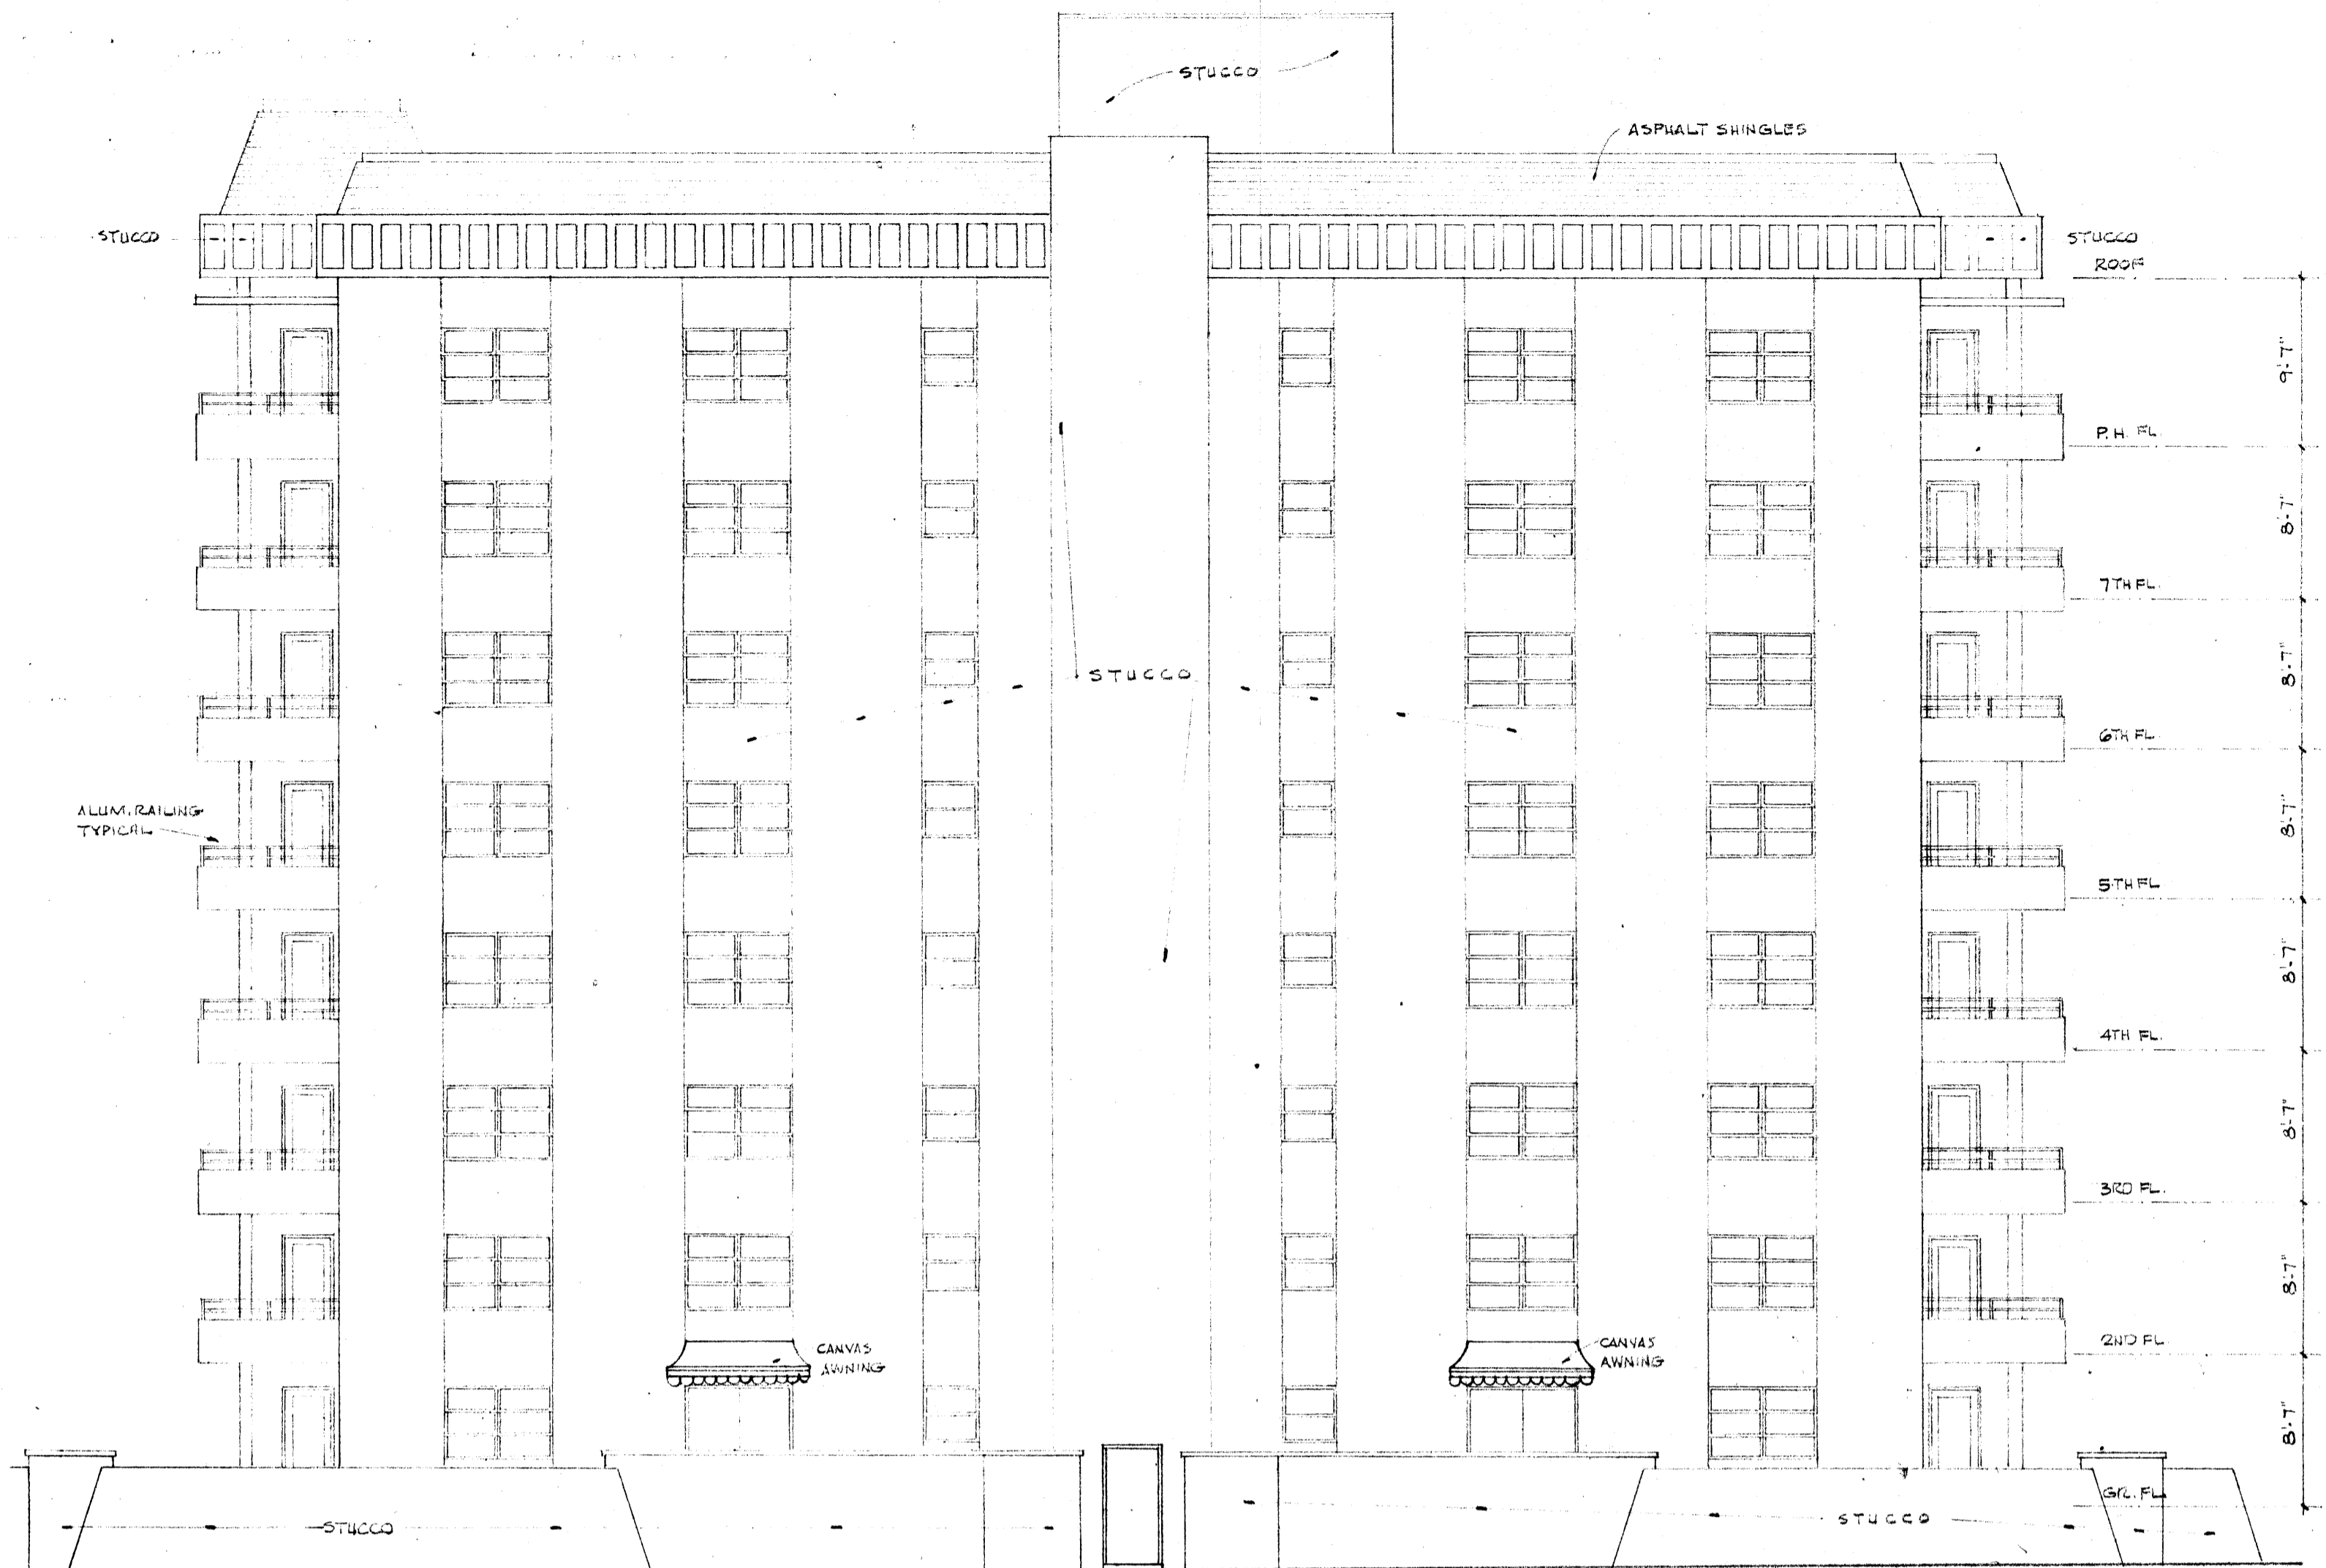 STUCCO
ASPHALT SHINGLES
STUCCO
STUCCO
ROOF
9'-7"
P.H. FL.
8'-7"
7TH FL.
8'-7"
STUCCO
6TH FL.
8'-7"
ALUM. RAILING
TYPICAL
5TH FL.
8'-7"
4TH FL.
8'-7"
3RD FL.
8'-7"
2ND FL.
CANVAS
AWNING
CANVAS
AWNING
8'-7"
GR. FL.
STUCCO
STUCCO